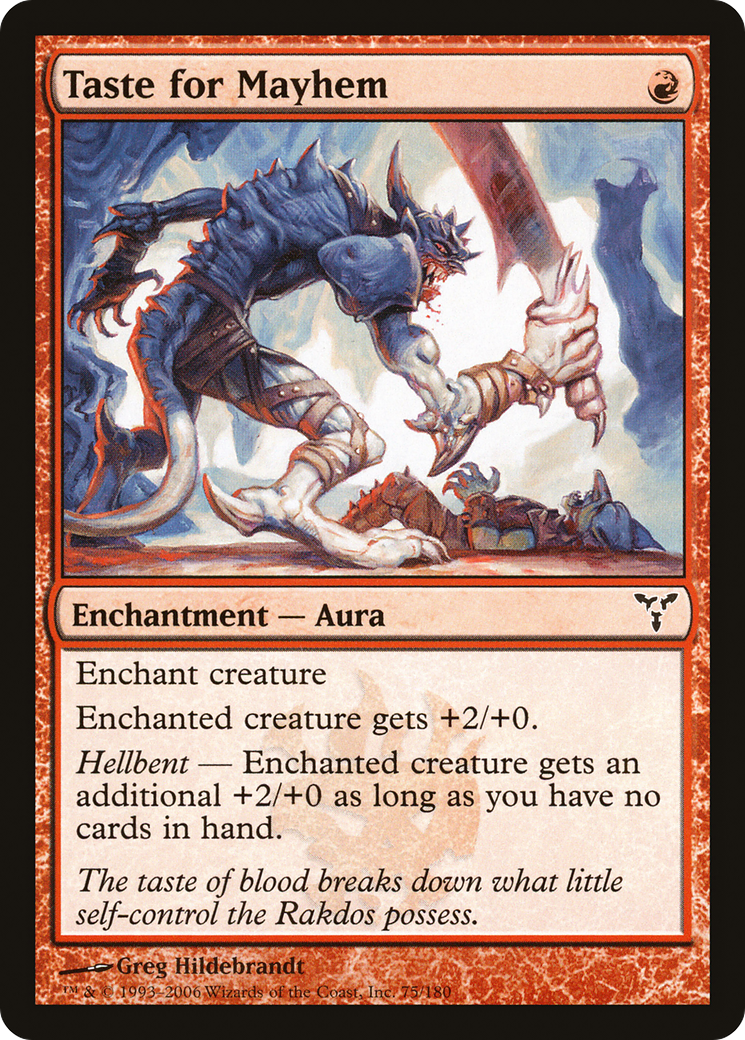 Taste for Mayhem
Enchantment — Aura
Enchant creature
Enchanted creature gets +2/+0.
Hellbent — Enchanted creature gets an
additional +2/+0 as long as you have no
cards in hand.
The taste of blood breaks down what little
self-control the Rakdos possess.
Greg Hildebrandt
™ & © 1993–2006 Wizards of the Coast, Inc. 75/180